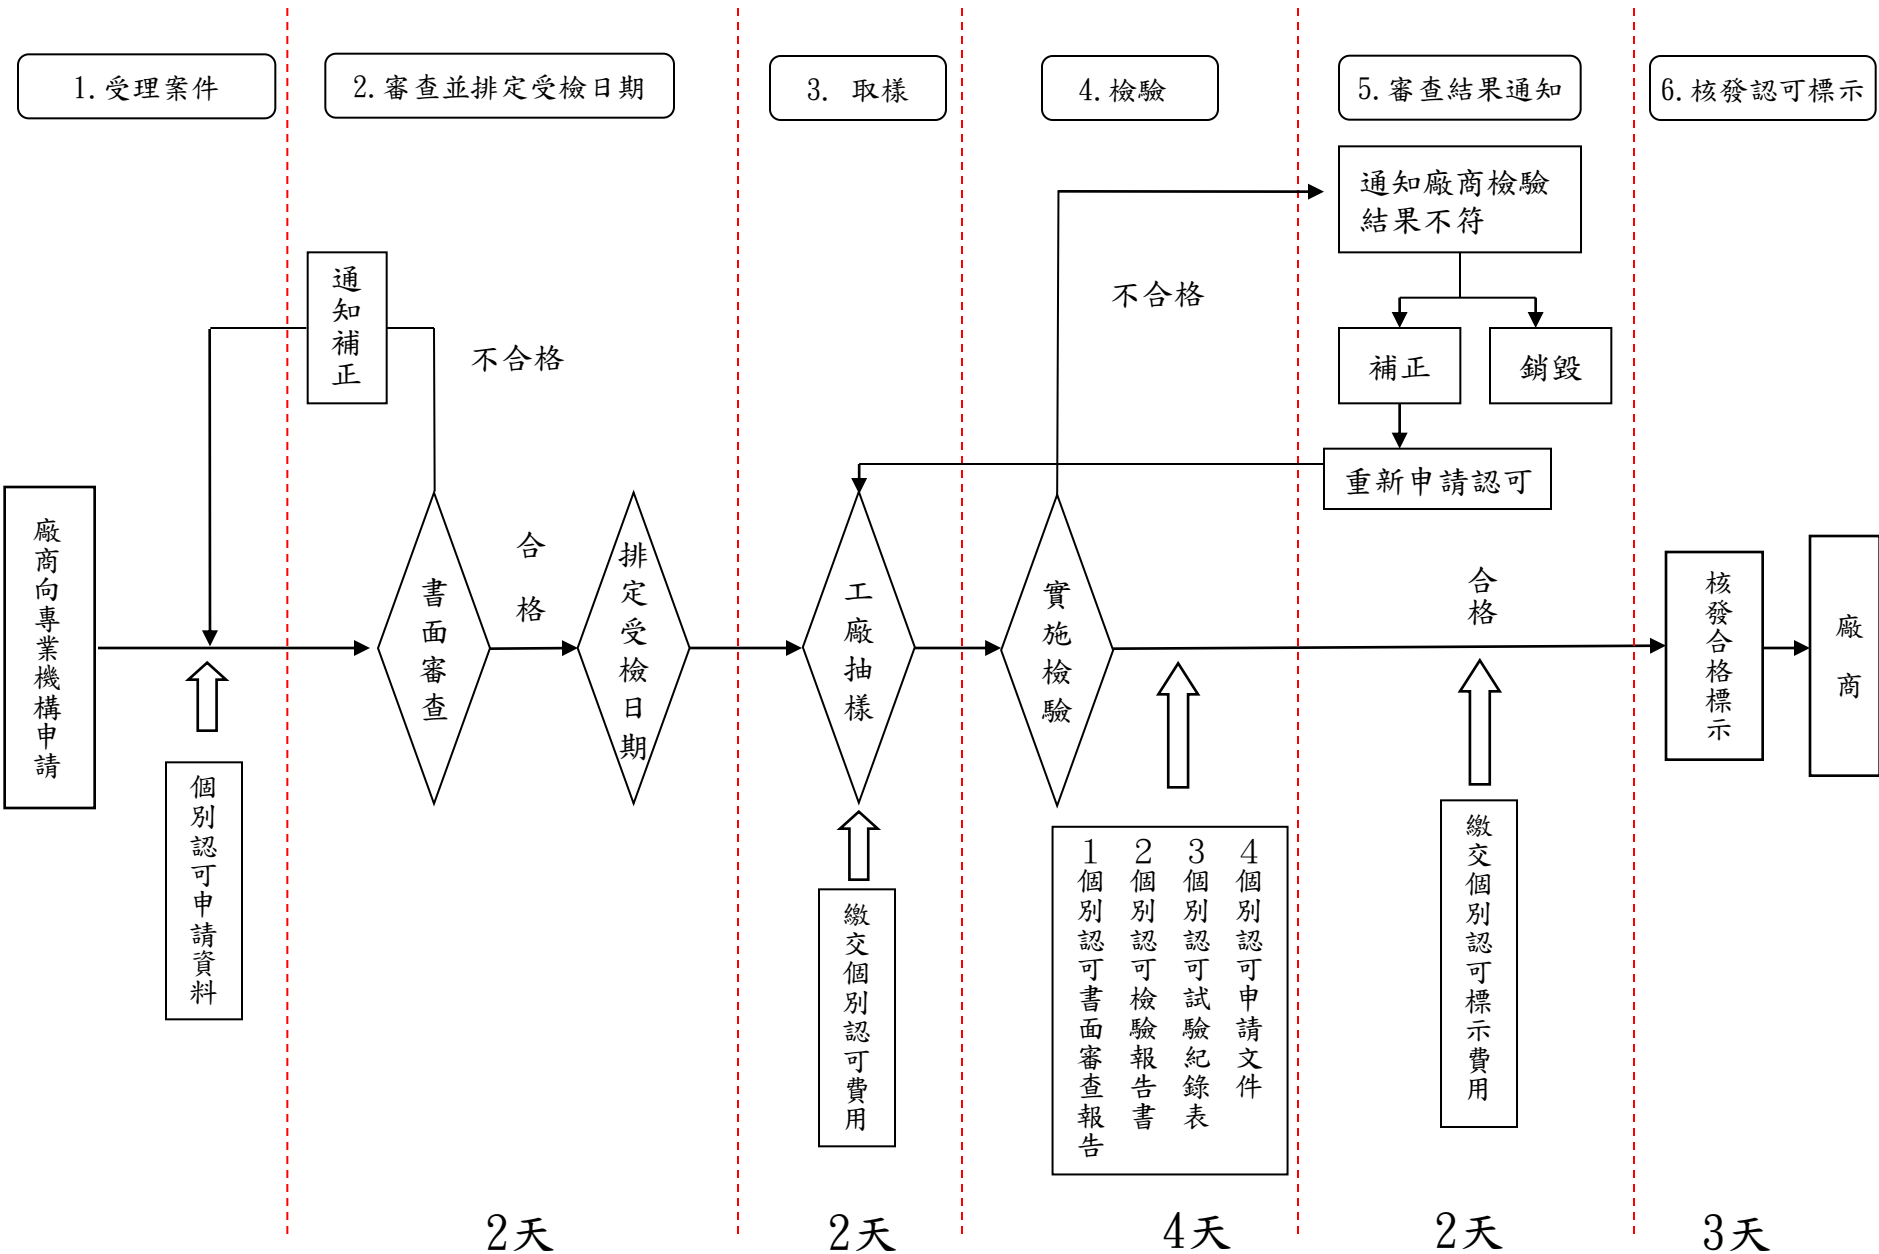 1.受理案件
2.審查並排定受檢日期
3. 取樣
4.檢驗
5.審查結果通知
6.核發認可標示
通知廠商檢驗
結果不符
通知補正
不合格
不合格
補正
銷毀
重新申請認可
廠商向專業機構申請
書面審查
合格
排定受檢日期
工廠抽樣
實施檢驗
合格
核發合格標示
廠商
個別認可申請資料
繳交個別認可費用
1個別認可書面審查報告
2個別認可檢驗報告書
3個別認可試驗紀錄表
4個別認可申請文件
繳交個別認可標示費用
2天
2天
4天
2天
3天